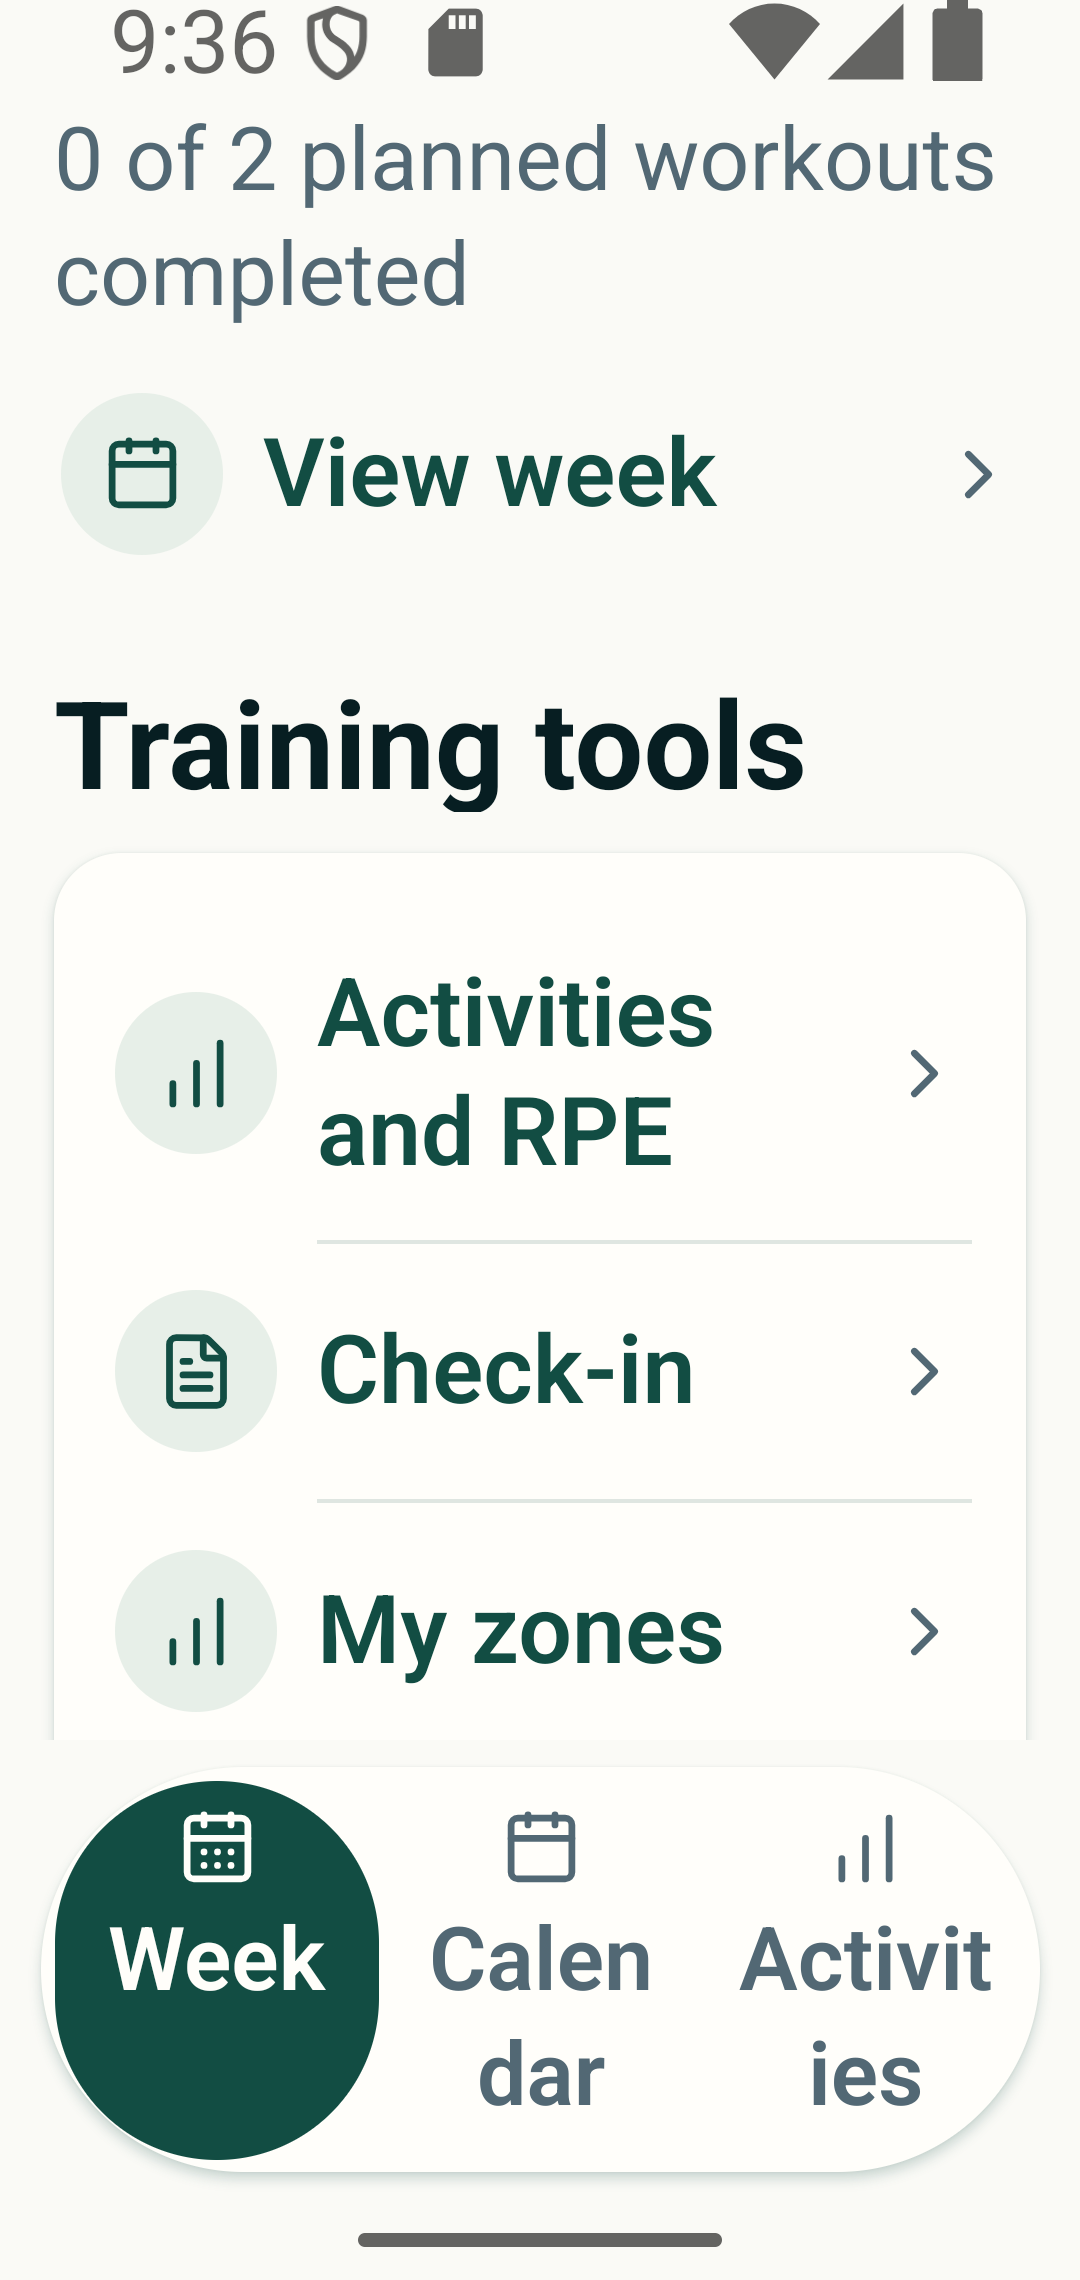 9:36
0 of 2 planned workouts
completed
View week
Training tools
Activities
and RPE
Check-in
My zones
Week
Calen
dar
Activit
ies